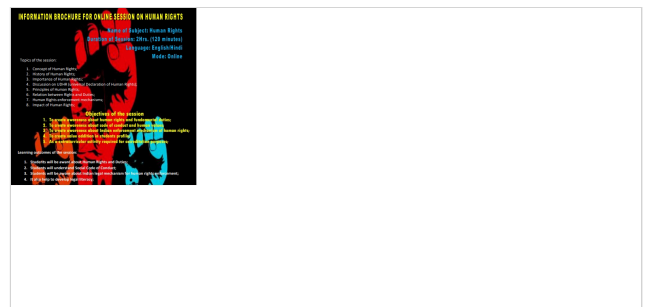 INFORMATION BROCHURE FOR ONLINE SESSION ON HUMAN RIGHTS
Name of Subject: Human Rights
Duration of Session: 2Hrs. (120 minutes)
Language: English/Hindi
Mode: Online
Topics of the session:
1. Concept of Human Rights;
2. History of Human Rights;
3. Importance of Human Rights;
4. Discussion on UDHR (Universal Declaration of Human Rights);
5. Principles of Human Rights;
6. Relation between Rights and Duties;
7. Human Rights enforcement mechanisms;
8. Impact of Human Rights.
Objectives of the session
1. To create awareness about human rights and fundamental duties;
2. To create awareness about code of conduct and human values;
3. To create awareness about Indian enforcement mechanism of human rights;
4. To create value addition in students profile;
5. As a extracurricular activity required for
Learning outcomes of the session
1. Students will be aware about Human Rights and Duties;
2. Students will understand Social Code of Conduct;
3. Students will be aware about Indian legal mechanism for human rights enforcement;
4. It is a help to develop legal literacy.